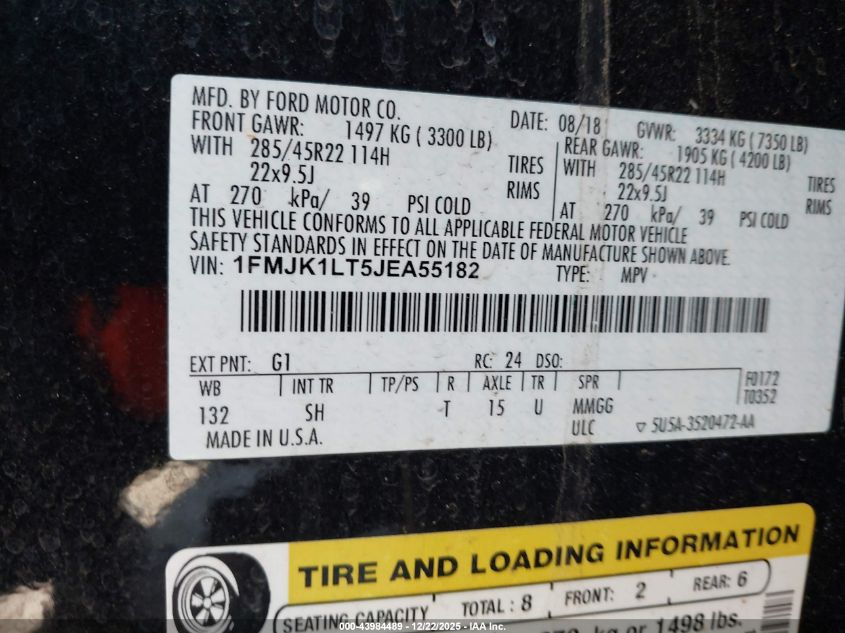 MFD. BY FORD MOTOR CO. DATE: 08/18 GVWR: 3334 KG ( 7350 LB)
FRONT GAWR: 1497 KG ( 3300 LB) REAR GAWR: 1905 KG ( 4200 LB)
WITH 285/45R22 114H TIRES WITH 285/45R22 114H TIRES
22x9.5J RIMS 22x9.5J RIMS
AT 270 kPa/ 39 PSI COLD AT 270 kPa/ 39 PSI COLD
THIS VEHICLE CONFORMS TO ALL APPLICABLE FEDERAL MOTOR VEHICLE
SAFETY STANDARDS IN EFFECT ON THE DATE OF MANUFACTURE SHOWN ABOVE.
VIN: 1FMJK1LT5JEA55182 TYPE: MPV
EXT PNT: G1 RC: 24 DSO:
WB INT TR TP/PS R AXLE TR SPR F0172
132 SH T 15 U MMGG T0352
MADE IN U.S.A. ULC 5U5A-3520472-AA
TIRE AND LOADING INFORMATION
SEATING CAPACITY TOTAL : 8 FRONT: 2 REAR: 6
kg or 1498 lbs.
000-43984489 - 12/22/2025 - IAA Inc.